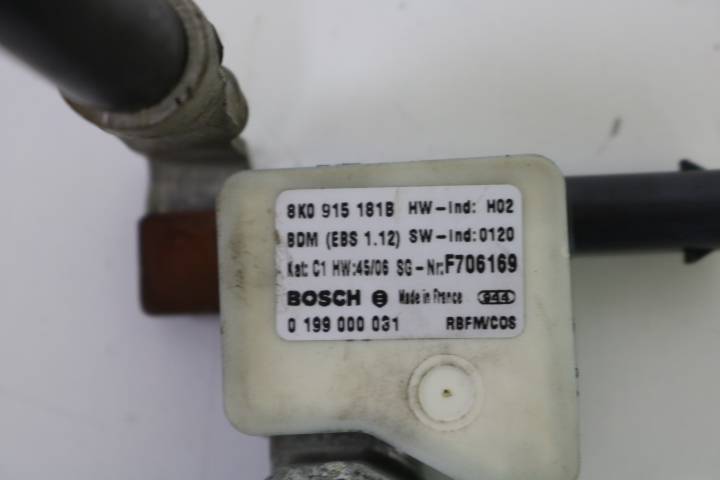 8K0 915 181B HW-Ind: H02
BDM (EBS 1.12) SW-Ind:0120
Kat: C1 HW:45/06 SG-Nr:F706169
BOSCH Made in France 944
0 199 000 031 RBFM/COS